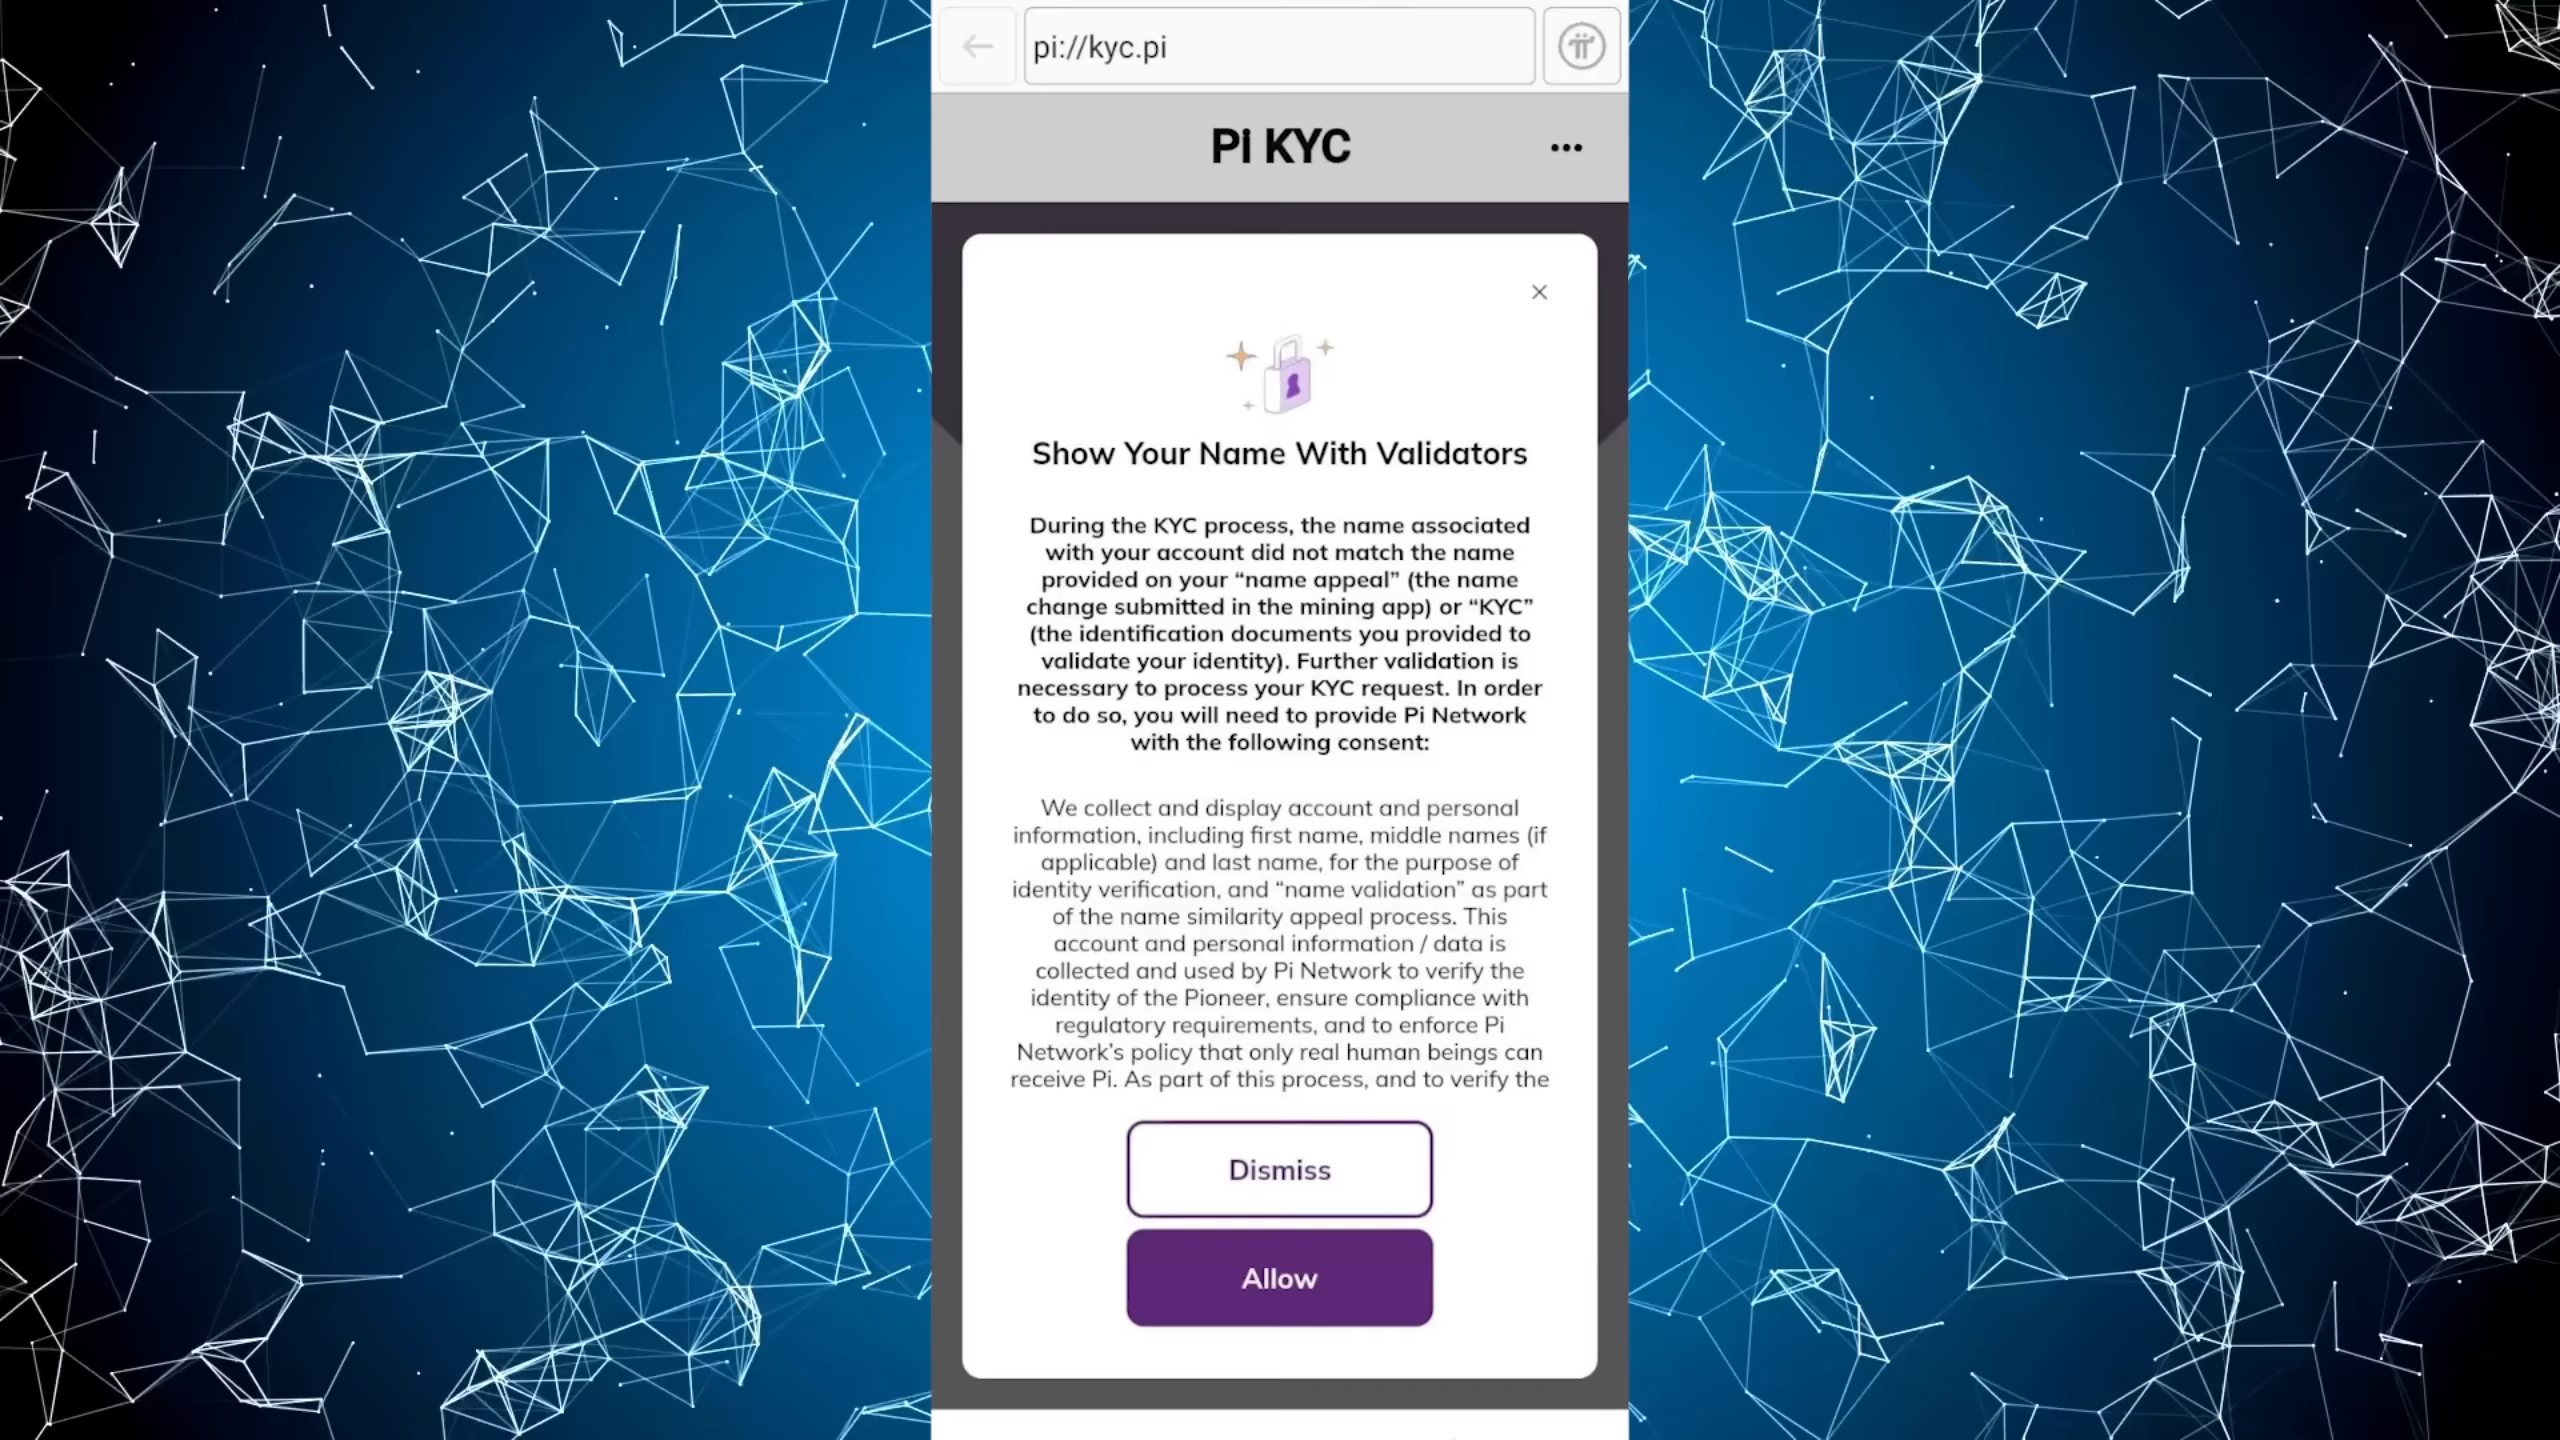 pi://kyc.pi
Pi KYC
Show Your Name With Validators
During the KYC process, the name associated
with your account did not match the name
provided on your “name appeal” (the name
change submitted in the mining app) or “KYC”
(the identification documents you provided to
validate your identity). Further validation is
necessary to process your KYC request. In order
to do so, you will need to provide Pi Network
with the following consent:
We collect and display account and personal
information, including first name, middle names (if
applicable) and last name, for the purpose of
identity verification, and “name validation” as part
of the name similarity appeal process. This
account and personal information / data is
collected and used by Pi Network to verify the
identity of the Pioneer, ensure compliance with
regulatory requirements, and to enforce Pi
Network’s policy that only real human beings can
receive Pi. As part of this process, and to verify the
Dismiss
Allow